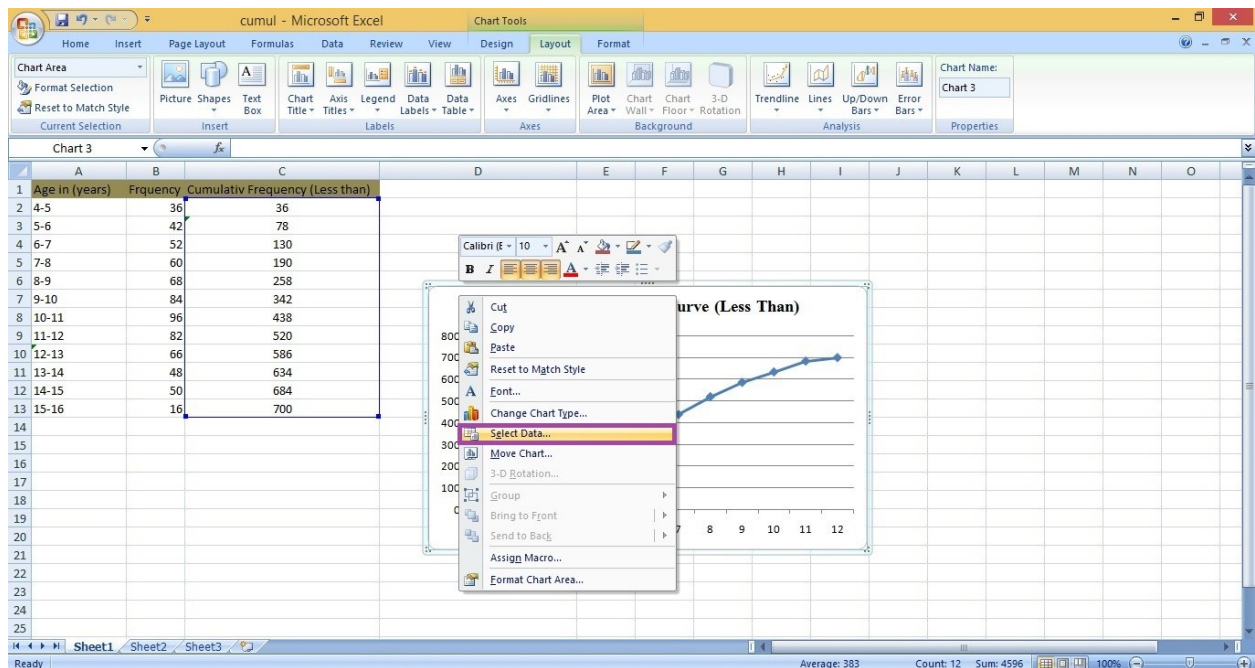 cumul - Microsoft Excel
Chart Tools
Home Insert Page Layout Formulas Data Review View Design Layout Format
Chart Area
Format Selection
Reset to Match Style
Current Selection
Picture Shapes Text Box
Insert
Chart Title Axis Titles Legend Data Labels Data Table
Labels
Axes Gridlines
Axes
Plot Area Chart Wall Chart Floor 3-D Rotation
Background
Trendline Lines Up/Down Bars Error Bars
Analysis
Chart Name:
Chart 3
Properties
Chart 3 fx
A B C D E F G H I J K L M N O
1 Age in (years) Frquency Cumulativ Frequency (Less than)
2 4-5 36 36
3 5-6 42 78
4 6-7 52 130
5 7-8 60 190
6 8-9 68 258
7 9-10 84 342
8 10-11 96 438
9 11-12 82 520
10 12-13 66 586
11 13-14 48 634
12 14-15 50 684
13 15-16 16 700
14
15
16
17
18
19
20
21
22
23
24
25
Calibri (E 10 A A
B I A
Cut
Copy
Paste
Reset to Match Style
Font...
Change Chart Type...
Select Data...
Move Chart...
3-D Rotation...
Group
Bring to Front
Send to Back
Assign Macro...
Format Chart Area...
urve (Less Than)
800
700
600
500
400
300
200
100
0
7 8 9 10 11 12
Sheet1 Sheet2 Sheet3
Ready Average: 383 Count: 12 Sum: 4596 100%